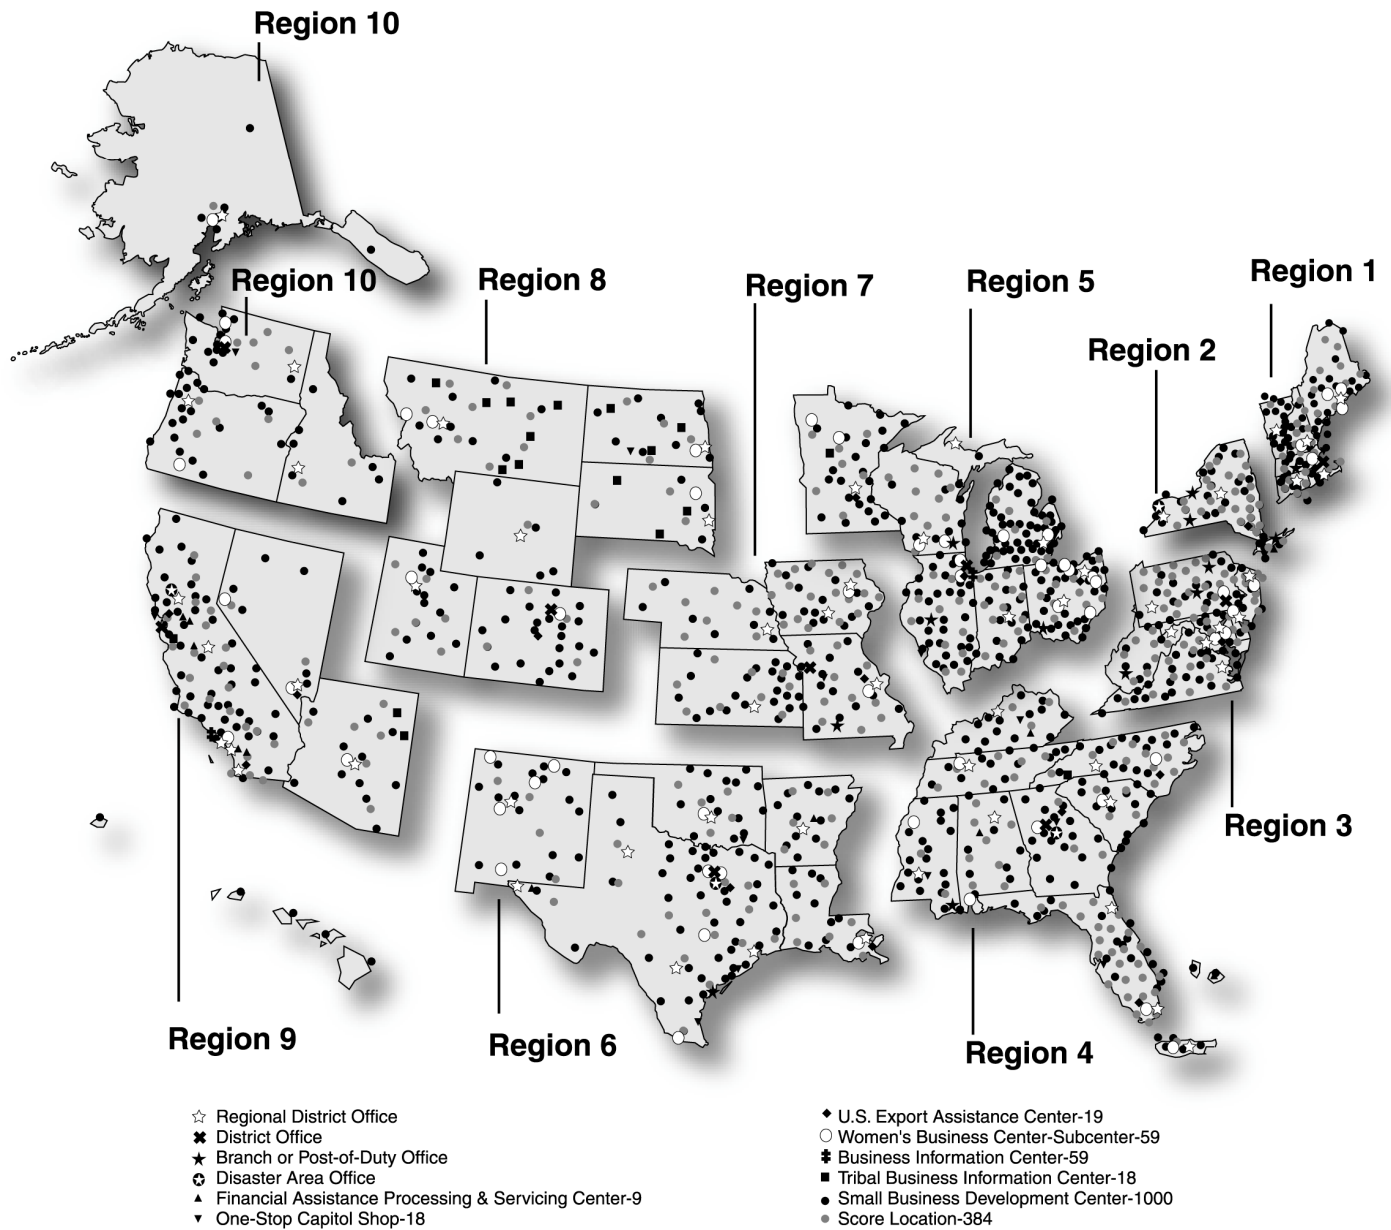 Region 10
Region 10
Region 8
Region 7
Region 5
Region 1
Region 2
Region 3
Region 9
Region 6
Region 4
Regional District Office
District Office
Branch or Post-of-Duty Office
Disaster Area Office
Financial Assistance Processing & Servicing Center-9
One-Stop Capitol Shop-18
U.S. Export Assistance Center-19
Women's Business Center-Subcenter-59
Business Information Center-59
Tribal Business Information Center-18
Small Business Development Center-1000
Score Location-384